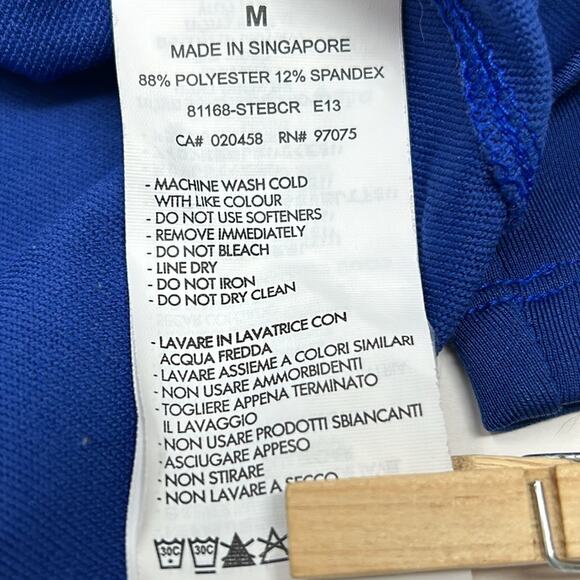 M
MADE IN SINGAPORE
88% POLYESTER 12% SPANDEX
81168-STEBCR E13
CA# 020458 RN# 97075
- MACHINE WASH COLD
WITH LIKE COLOUR
- DO NOT USE SOFTENERS
- REMOVE IMMEDIATELY
- DO NOT BLEACH
- LINE DRY
- DO NOT IRON
- DO NOT DRY CLEAN
- LAVARE IN LAVATRICE CON
ACQUA FREDDA
- LAVARE ASSIEME A COLORI SIMILARI
- NON USARE AMMORBIDENTI
- TOGLIERE APPENA TERMINATO
IL LAVAGGIO
- NON USARE PRODOTTI SBIANCANTI
- ASCIUGARE APPESO
- NON STIRARE
- NON LAVARE A SECCO
30C 30C